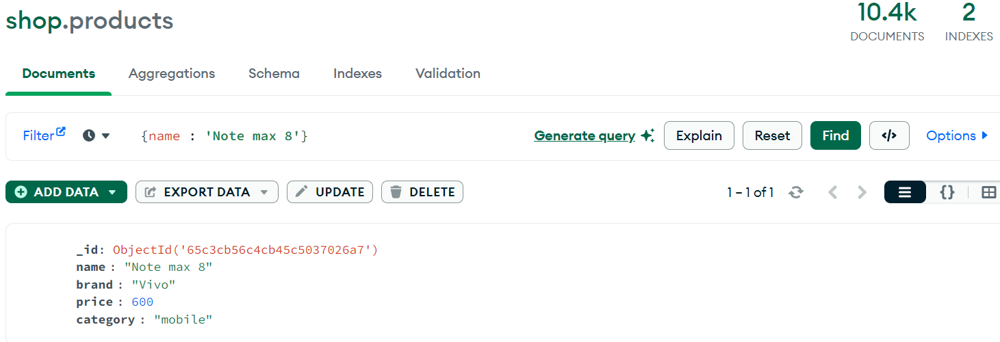 shop.products
10.4k
DOCUMENTS
2
INDEXES
Documents Aggregations Schema Indexes Validation
Filter {name : 'Note max 8'} Generate query Explain Reset Find </> Options
ADD DATA EXPORT DATA UPDATE DELETE 1 – 1 of 1 {}
_id: ObjectId('65c3cb56c4cb45c5037026a7')
name : "Note max 8"
brand : "Vivo"
price : 600
category : "mobile"